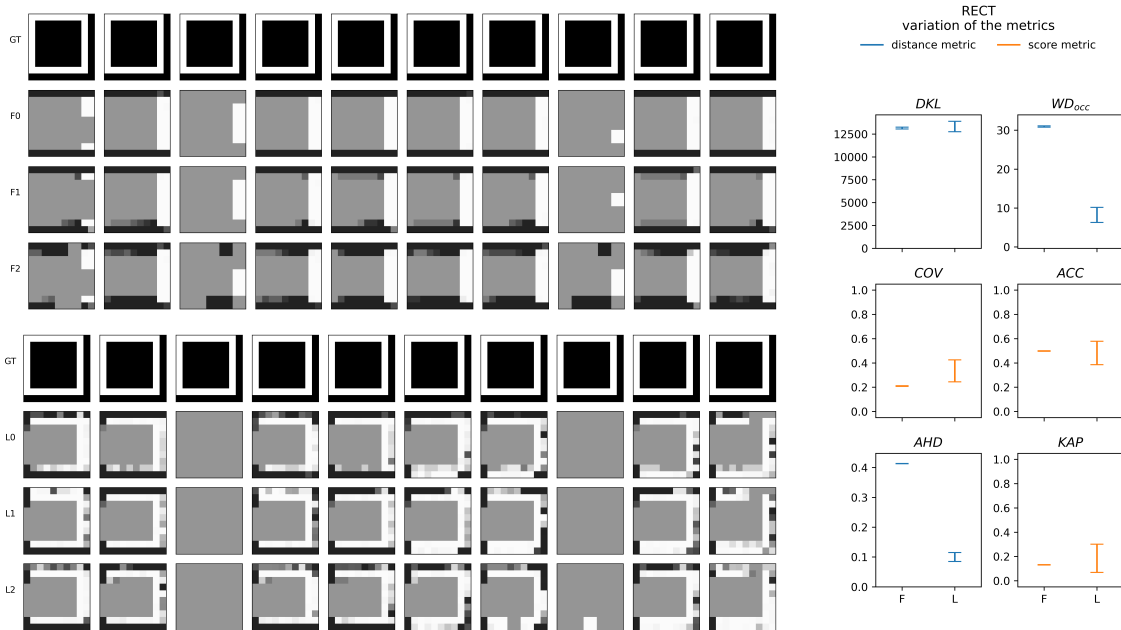 GT
F0
F1
F2
GT
L0
L1
L2
RECT
variation of the metrics
distance metric score metric
DKL WDocc
12500 30
10000 20
7500
5000 10
2500
0 0
COV ACC
1.0 1.0
0.8 0.8
0.6 0.6
0.4 0.4
0.2 0.2
0.0 0.0
AHD KAP
0.4 1.0
0.3 0.8
0.2 0.6
0.1 0.4
0.0 0.2
0.0
F L F L